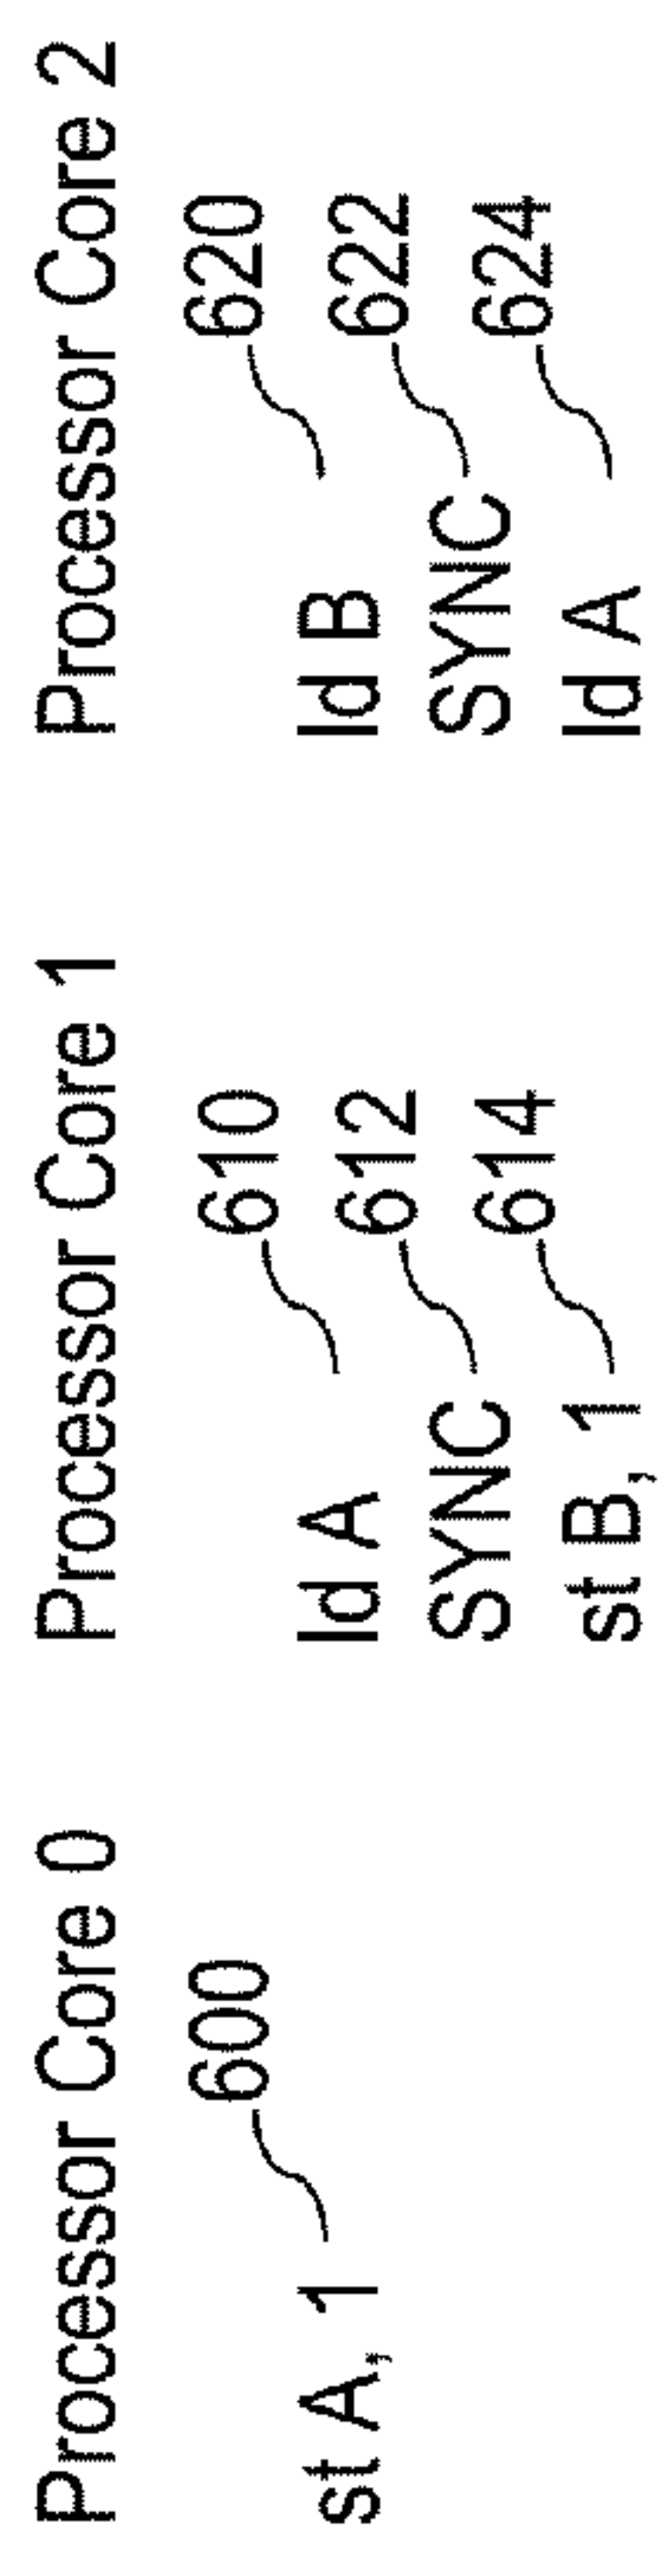 Processor Core 0
600
st A, 1
Processor Core 1
610
ld A
612
SYNC
614
st B, 1
Processor Core 2
620
ld B
622
SYNC
624
ld A